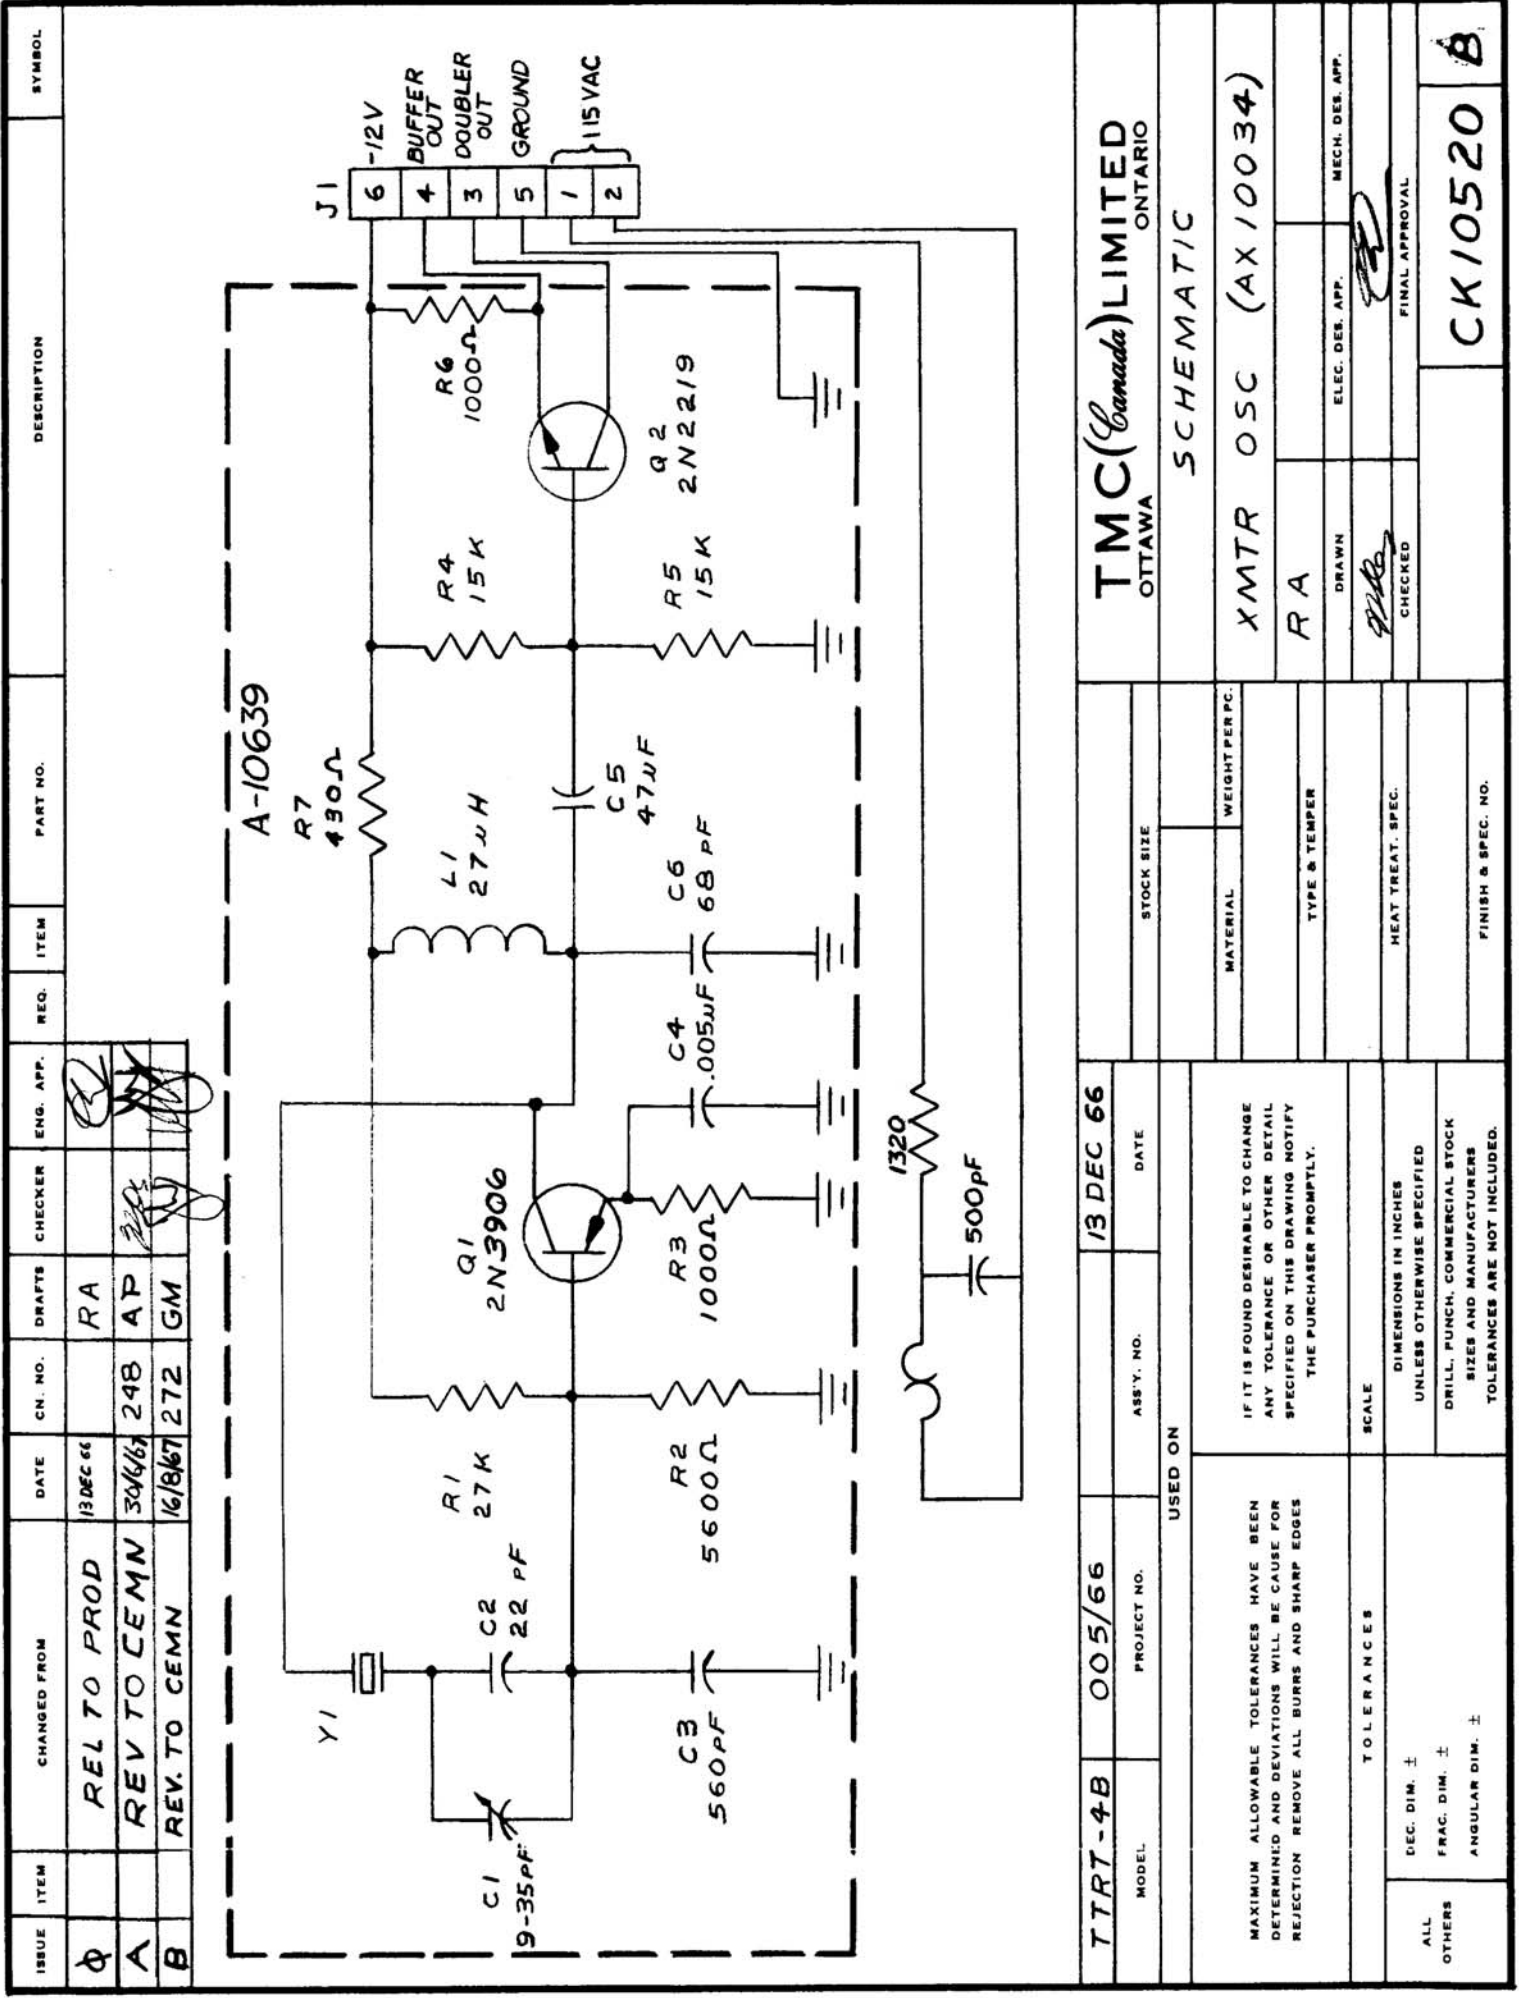 ISSUE ITEM CHANGED FROM DATE CN. NO. DRAFTS CHECKER ENG. APP. REQ. ITEM PART NO. DESCRIPTION SYMBOL
Φ REL TO PROD 13 DEC 66 RA
A REV TO CEMN 30/6/67 248 AP
B REV. TO CEMN 16/8/67 272 GM
A-10639
J1
6 -12V
4 BUFFER OUT
3 DOUBLER OUT
5 GROUND
1
2
115 VAC
Y1
C1
9-35PF
C2
22 PF
C3
560PF
R1
27K
R2
5600Ω
Q1
2N3906
R3
1000Ω
C4
.005uF
L1
27uH
C6
68 PF
R7
430Ω
C5
47uF
R4
15K
R5
15K
R6
1000Ω
Q2
2N2219
1320
500pF
TTRT-4B 005/66 13 DEC 66
MODEL PROJECT NO. ASS'Y. NO. DATE
USED ON
MAXIMUM ALLOWABLE TOLERANCES HAVE BEEN
DETERMINED AND DEVIATIONS WILL BE CAUSE FOR
REJECTION REMOVE ALL BURRS AND SHARP EDGES
IF IT IS FOUND DESIRABLE TO CHANGE
ANY TOLERANCE OR OTHER DETAIL
SPECIFIED ON THIS DRAWING NOTIFY
THE PURCHASER PROMPTLY.
TOLERANCES
SCALE
ALL
OTHERS
DEC. DIM. ±
FRAC. DIM. ±
ANGULAR DIM. ±
DIMENSIONS IN INCHES
UNLESS OTHERWISE SPECIFIED
DRILL, PUNCH, COMMERCIAL STOCK
SIZES AND MANUFACTURERS
TOLERANCES ARE NOT INCLUDED.
STOCK SIZE
MATERIAL WEIGHT PER PC.
TYPE & TEMPER
HEAT TREAT. SPEC.
FINISH & SPEC. NO.
TMC (Canada) LIMITED
OTTAWA ONTARIO
SCHEMATIC
XMTR OSC (AX10034)
RA
DRAWN ELEC. DES. APP. MECH. DES. APP.
CHECKED FINAL APPROVAL
CK10520 B